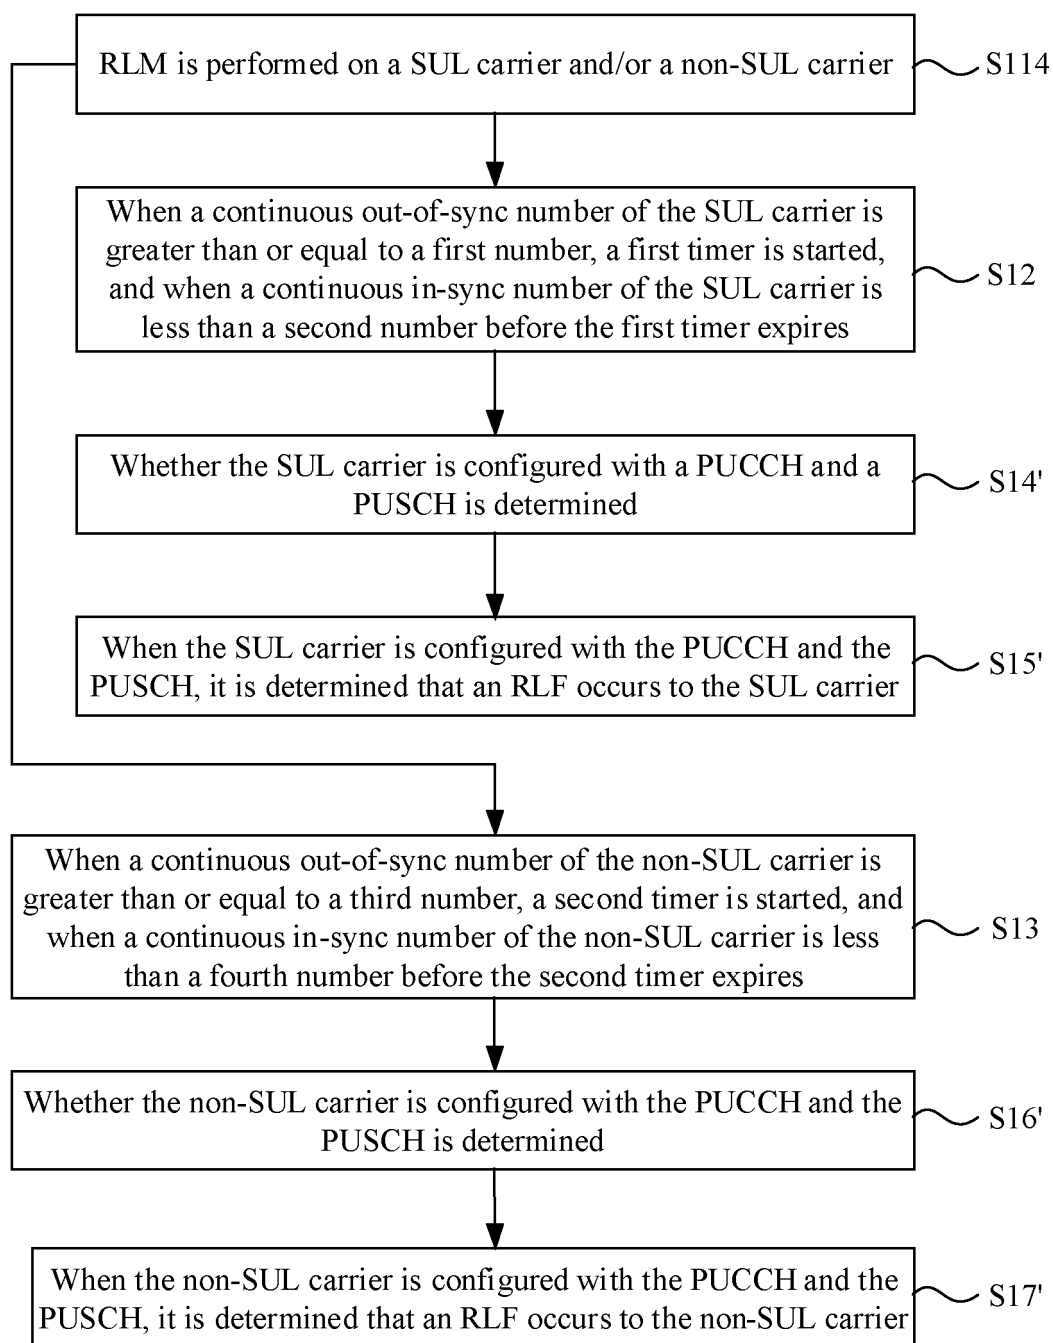 RLM is performed on a SUL carrier and/or a non-SUL carrier
S114
When a continuous out-of-sync number of the SUL carrier is
greater than or equal to a first number, a first timer is started,
and when a continuous in-sync number of the SUL carrier is
less than a second number before the first timer expires
S12
Whether the SUL carrier is configured with a PUCCH and a
PUSCH is determined
S14'
When the SUL carrier is configured with the PUCCH and the
PUSCH, it is determined that an RLF occurs to the SUL carrier
S15'
When a continuous out-of-sync number of the non-SUL carrier is
greater than or equal to a third number, a second timer is started, and
when a continuous in-sync number of the non-SUL carrier is less
than a fourth number before the second timer expires
S13
Whether the non-SUL carrier is configured with the PUCCH and the
PUSCH is determined
S16'
When the non-SUL carrier is configured with the PUCCH and the
PUSCH, it is determined that an RLF occurs to the non-SUL carrier
S17'